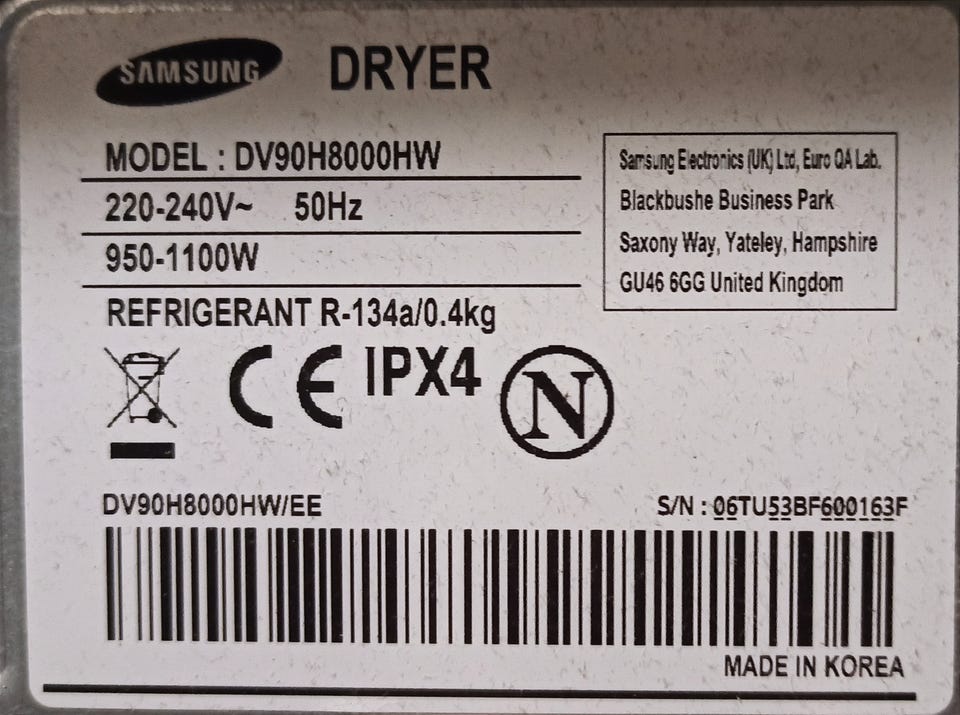 SAMSUNG DRYER
MODEL : DV90H8000HW
220-240V~ 50Hz
950-1100W
REFRIGERANT R-134a/0.4kg
Samsung Electronics (UK) Ltd, Euro QA Lab.
Blackbushe Business Park
Saxony Way, Yateley, Hampshire
GU46 6GG United Kingdom
CE IPX4 N
DV90H8000HW/EE
S/N : 06TU53BF600163F
MADE IN KOREA